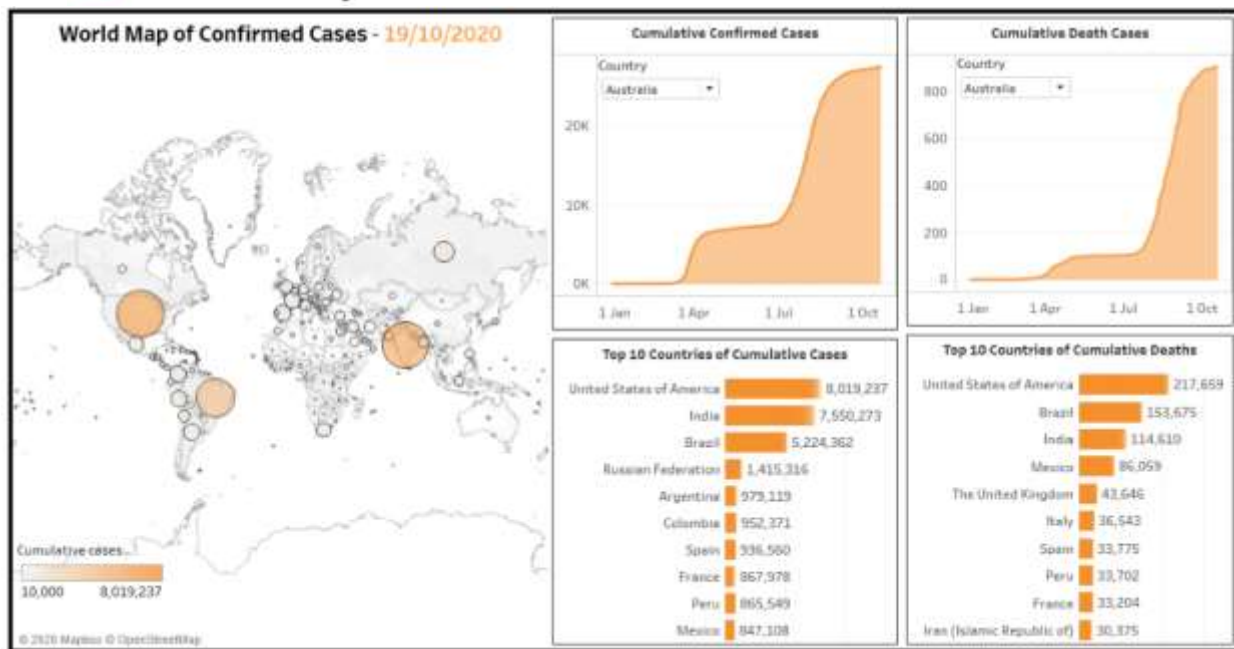 World Map of Confirmed Cases - 19/10/2020
Cumulative cases...
10,000 8,019,237
© 2020 Mapbox © OpenStreetMap
Cumulative Confirmed Cases
Country
Australia
20K
10K
0K
1 Jan 1 Apr 1 Jul 1 Oct
Cumulative Death Cases
Country
Australia
800
600
400
200
0
1 Jan 1 Apr 1 Jul 1 Oct
Top 10 Countries of Cumulative Cases
United States of America 8,019,237
India 7,550,273
Brazil 5,224,362
Russian Federation 1,415,316
Argentina 979,119
Colombia 952,371
Spain 936,560
France 867,978
Peru 865,549
Mexico 847,108
Top 10 Countries of Cumulative Deaths
United States of America 217,659
Brazil 153,675
India 114,610
Mexico 86,059
The United Kingdom 43,646
Italy 36,543
Spain 33,775
Peru 33,702
France 33,204
Iran (Islamic Republic of) 30,375